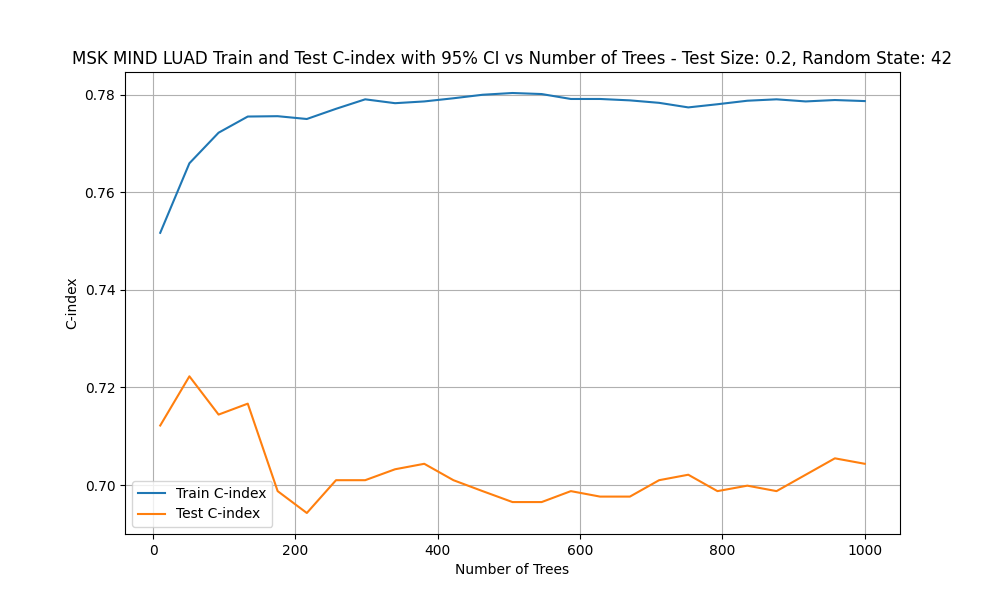 MSK MIND LUAD Train and Test C-index with 95% CI vs Number of Trees - Test Size: 0.2, Random State: 42
0.78
0.76
0.74
0.72
0.70
C-index
Train C-index
Test C-index
0 200 400 600 800 1000
Number of Trees